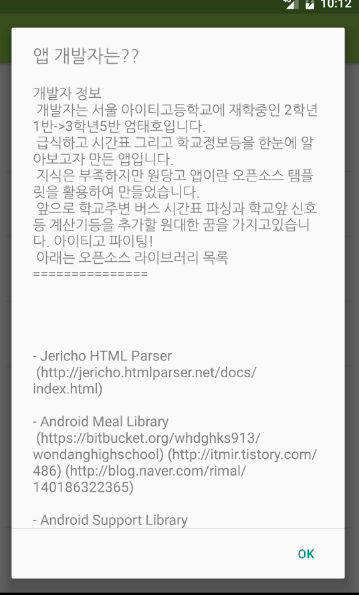 10:12
앱 개발자는??
개발자 정보
개발자는 서울 아이티고등학교에 재학중인 2학년
1반->3학년5반 엄태호입니다.
급식하고 시간표 그리고 학교정보등을 한눈에 알
아보고자 만든 앱입니다.
지식은 부족하지만 원당고 앱이란 오픈소스 탬플
릿을 활용하여 만들었습니다.
앞으로 학교주변 버스 시간표 파싱과 학교앞 신호
등 계산기등을 추가할 원대한 꿈을 가지고있습니
다. 아이티고 파이팅!
아래는 오픈소스 라이브러리 목록
===============
- Jericho HTML Parser
(http://jericho.htmlparser.net/docs/
index.html)
- Android Meal Library
(https://bitbucket.org/whdghks913/
wondanghighschool) (http://itmir.tistory.com/
486) (http://blog.naver.com/rimal/
140186322365)
- Android Support Library
OK